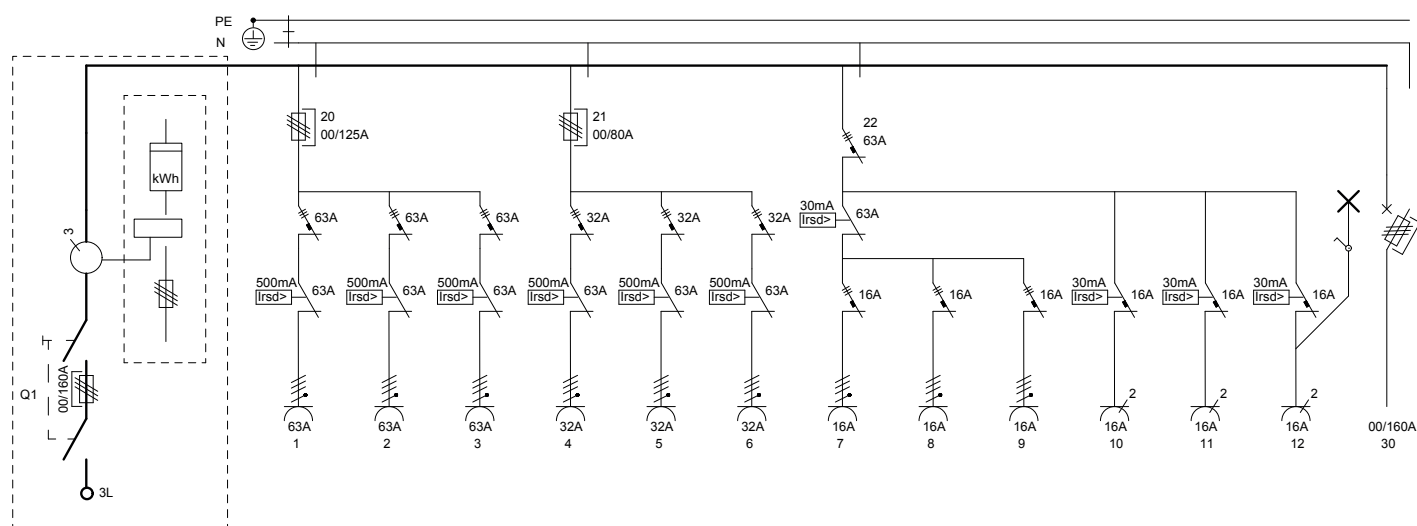 PE
N
20
00/125A
21
00/80A
22
63A
kWh
63A
63A
63A
32A
32A
32A
30mA
Irsd>
63A
3
500mA
Irsd>
63A
500mA
Irsd>
63A
500mA
Irsd>
63A
500mA
Irsd>
63A
500mA
Irsd>
63A
500mA
Irsd>
63A
16A
16A
16A
30mA
Irsd>
16A
30mA
Irsd>
16A
30mA
Irsd>
16A
Q1
00/160A
2
2
2
63A
63A
63A
32A
32A
32A
16A
16A
16A
16A
16A
16A
00/160A
1
2
3
4
5
6
7
8
9
10
11
12
30
3L